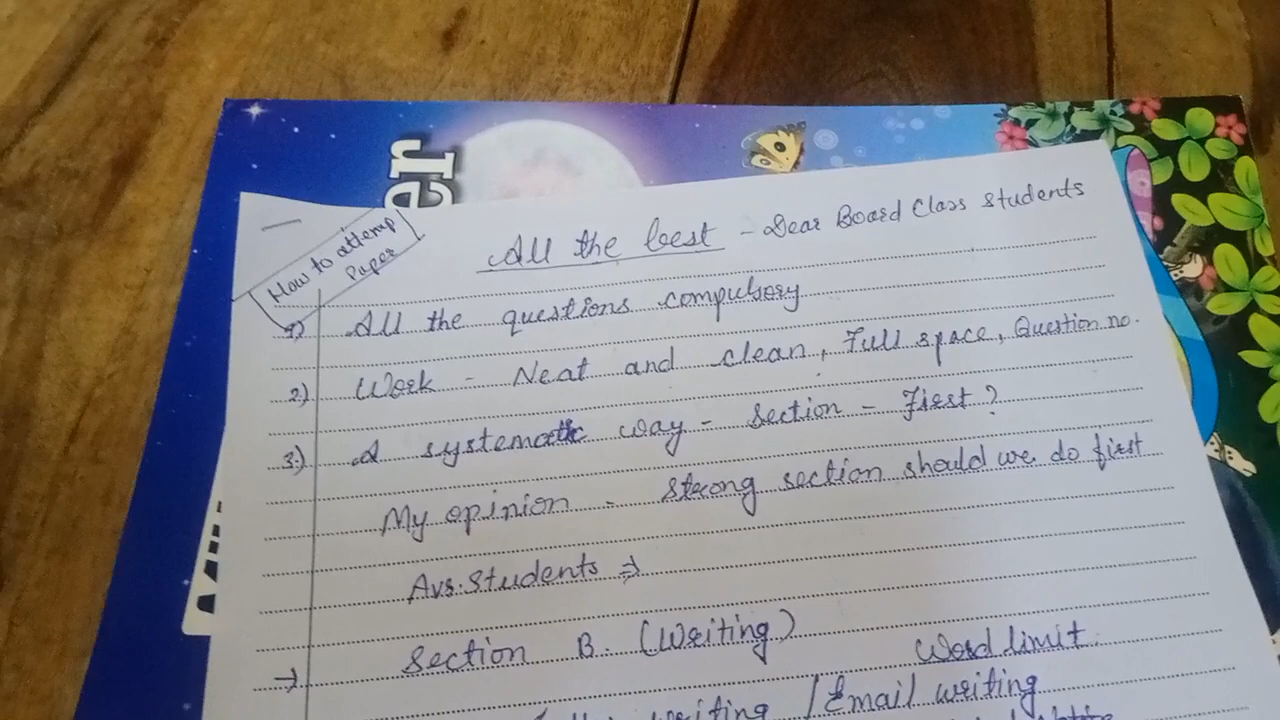 er
How to attemp
Paper
All the best - Dear Board Class students
1) All the questions compulsory
2.) Work - Neat and clean, Full space, Question no.
3.) A systematic way - Section - First?
My opinion - Strong section should we do first
Avg. Students ⇒
→ Section B. (Writing)
Word limit.
writing / Email writing